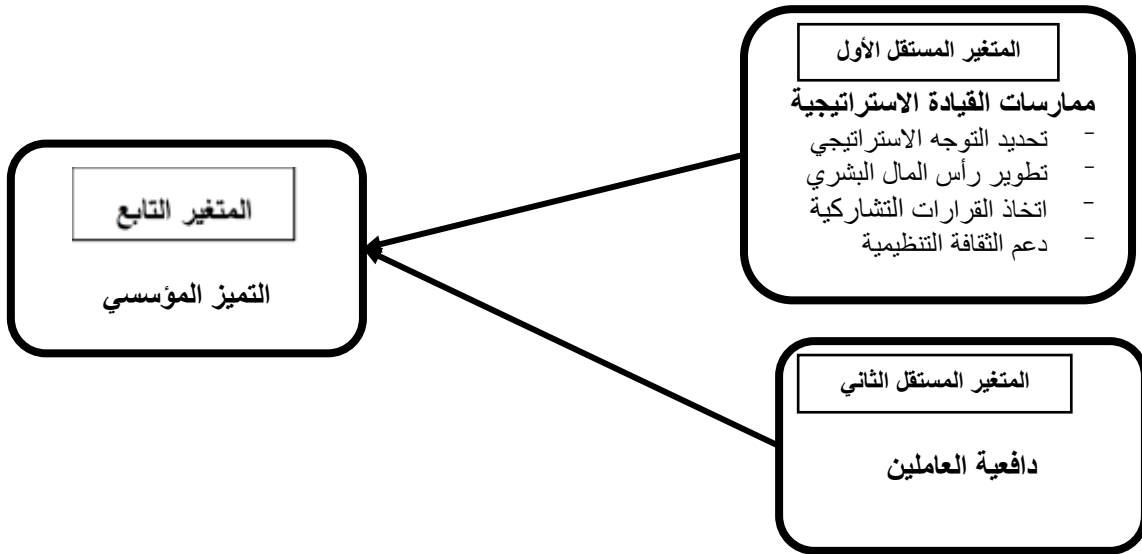 المتغير المستقل الأول
ممارسات القيادة الاستراتيجية
- تحديد التوجه الاستراتيجي
- تطوير رأس المال البشري
- اتخاذ القرارات التشاركية
- دعم الثقافة التنظيمية
المتغير التابع
التميز المؤسسي
المتغير المستقل الثاني
دافعية العاملين